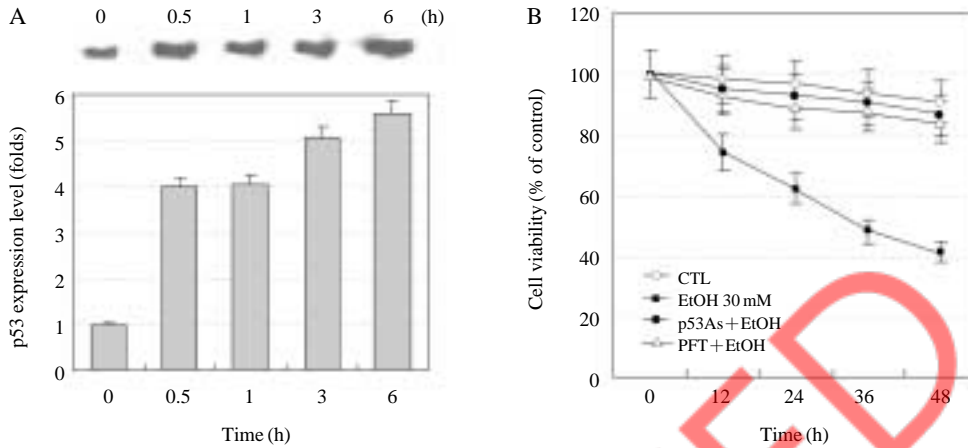 A
0 0.5 1 3 6 (h)
p53 expression level (folds)
6
5
4
3
2
1
0
0 0.5 1 3 6
Time (h)
B
Cell viability (% of control)
120
100
80
60
40
20
0
CTL
EtOH 30 mM
p53As+EtOH
PFT+EtOH
0 12 24 36 48
Time (h)